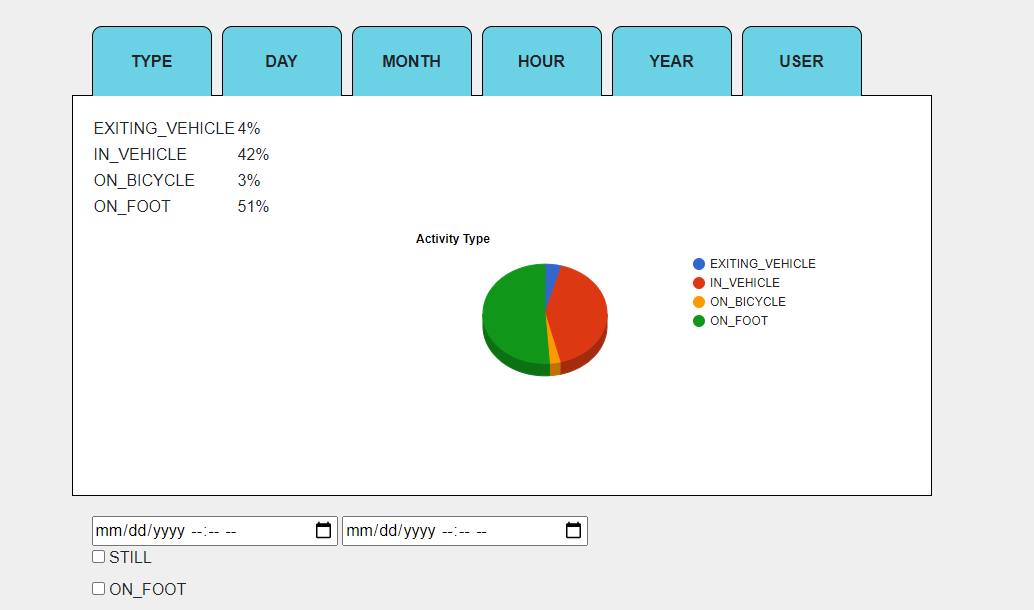 TYPE DAY MONTH HOUR YEAR USER
EXITING_VEHICLE 4%
IN_VEHICLE 42%
ON_BICYCLE 3%
ON_FOOT 51%
Activity Type
EXITING_VEHICLE
IN_VEHICLE
ON_BICYCLE
ON_FOOT
mm/dd/yyyy --:-- -- mm/dd/yyyy --:-- --
STILL
ON_FOOT